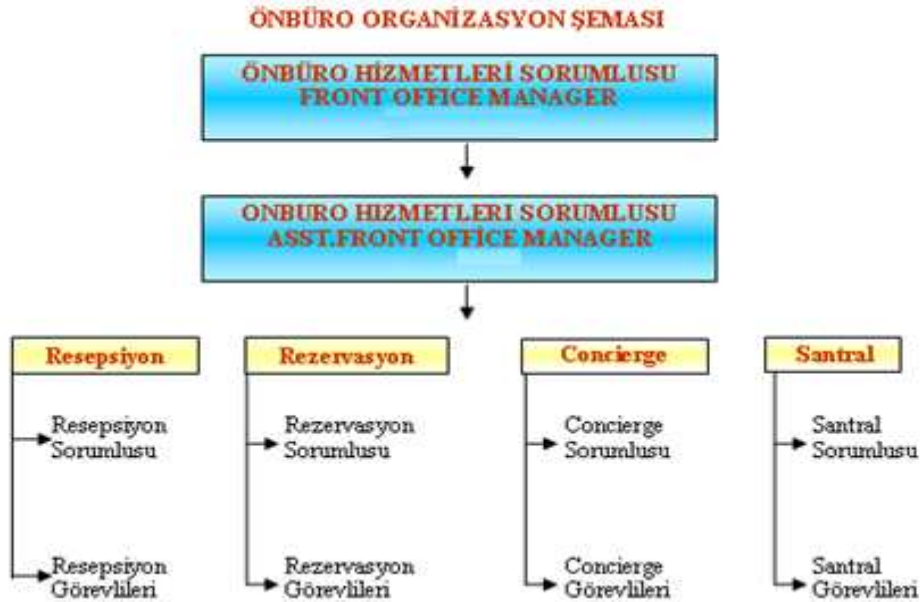 ÖNBÜRO ORGANİZASYON ŞEMASI
ÖNBÜRO HİZMETLERİ SORUMLUSU
FRONT OFFICE MANAGER
ONBURO HIZMETLERI SORUMLUSU
ASST.FRONT OFFICE MANAGER
Resepsiyon
Rezervasyon
Concierge
Santral
Resepsiyon
Sorumlusu
Rezervasyon
Sorumlusu
Concierge
Sorumlusu
Santral
Sorumlusu
Resepsiyon
Görevlileri
Rezervasyon
Görevlileri
Concierge
Görevlileri
Santral
Görevlileri